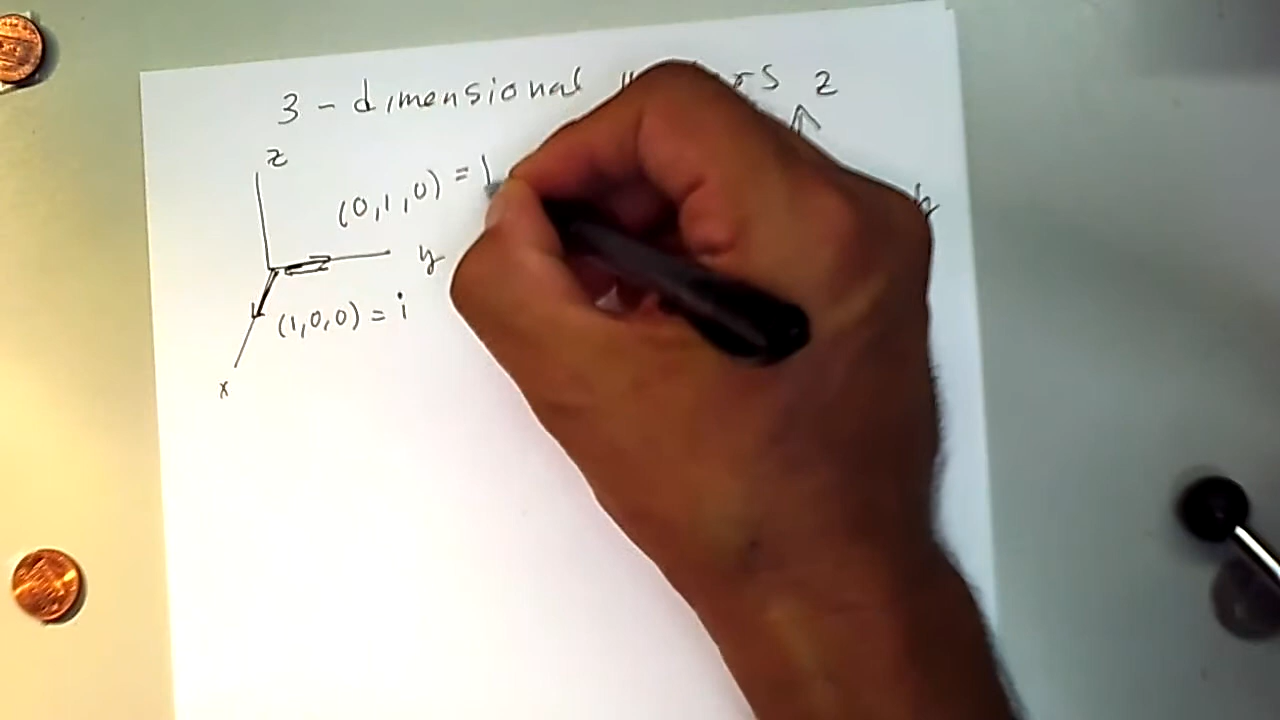 3 - dimensional
z
z
(0,1,0) =
y
(1,0,0) = i
x